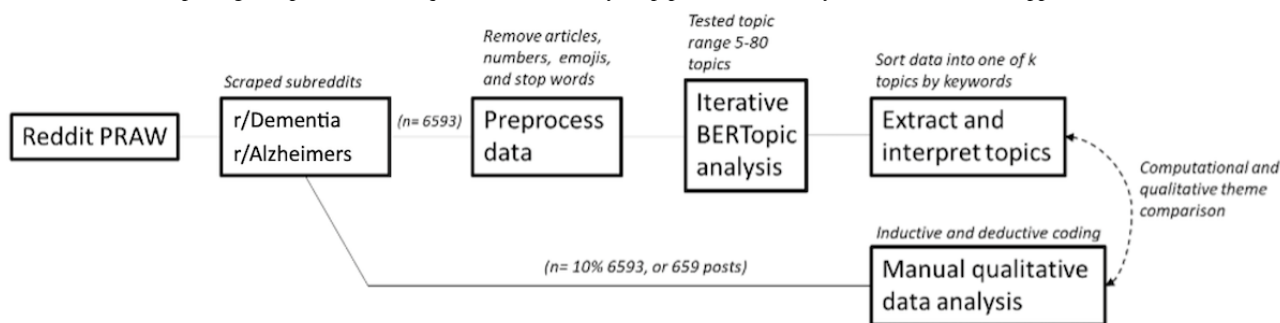 Tested topic
range 5-80
topics
Remove articles,
numbers, emojis,
and stop words
Sort data into one of k
topics by keywords
Scraped subreddits
Reddit PRAW
r/Dementia
r/Alzheimers
(n= 6593)
Preprocess
data
Iterative
BERTopic
analysis
Extract and
interpret topics
Computational and
qualitative theme
comparison
Inductive and deductive coding
(n= 10% 6593, or 659 posts)
Manual qualitative
data analysis